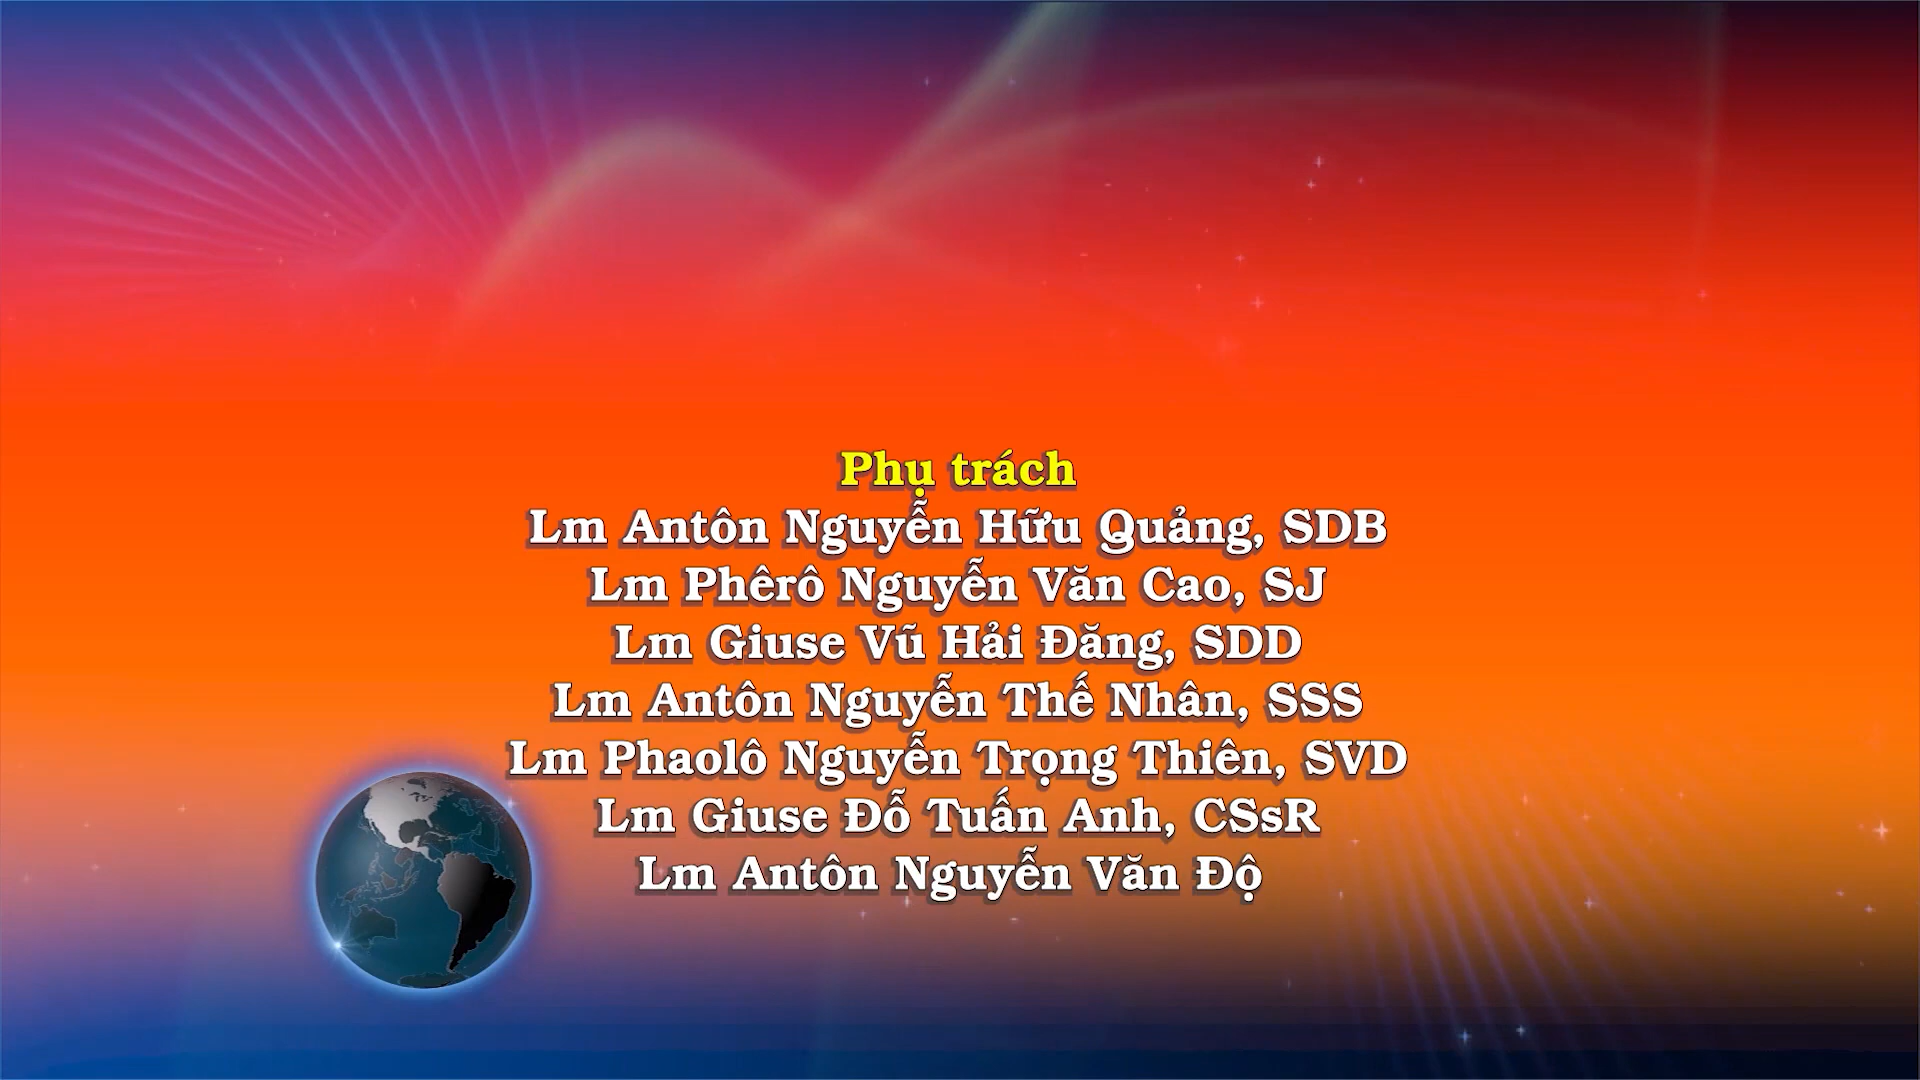 Phụ trách
Lm Antôn Nguyễn Hữu Quảng, SDB
Lm Phêrô Nguyễn Văn Cao, SJ
Lm Giuse Vũ Hải Đăng, SDD
Lm Antôn Nguyễn Thế Nhân, SSS
Lm Phaolô Nguyễn Trọng Thiên, SVD
Lm Giuse Đỗ Tuấn Anh, CSsR
Lm Antôn Nguyễn Văn Độ